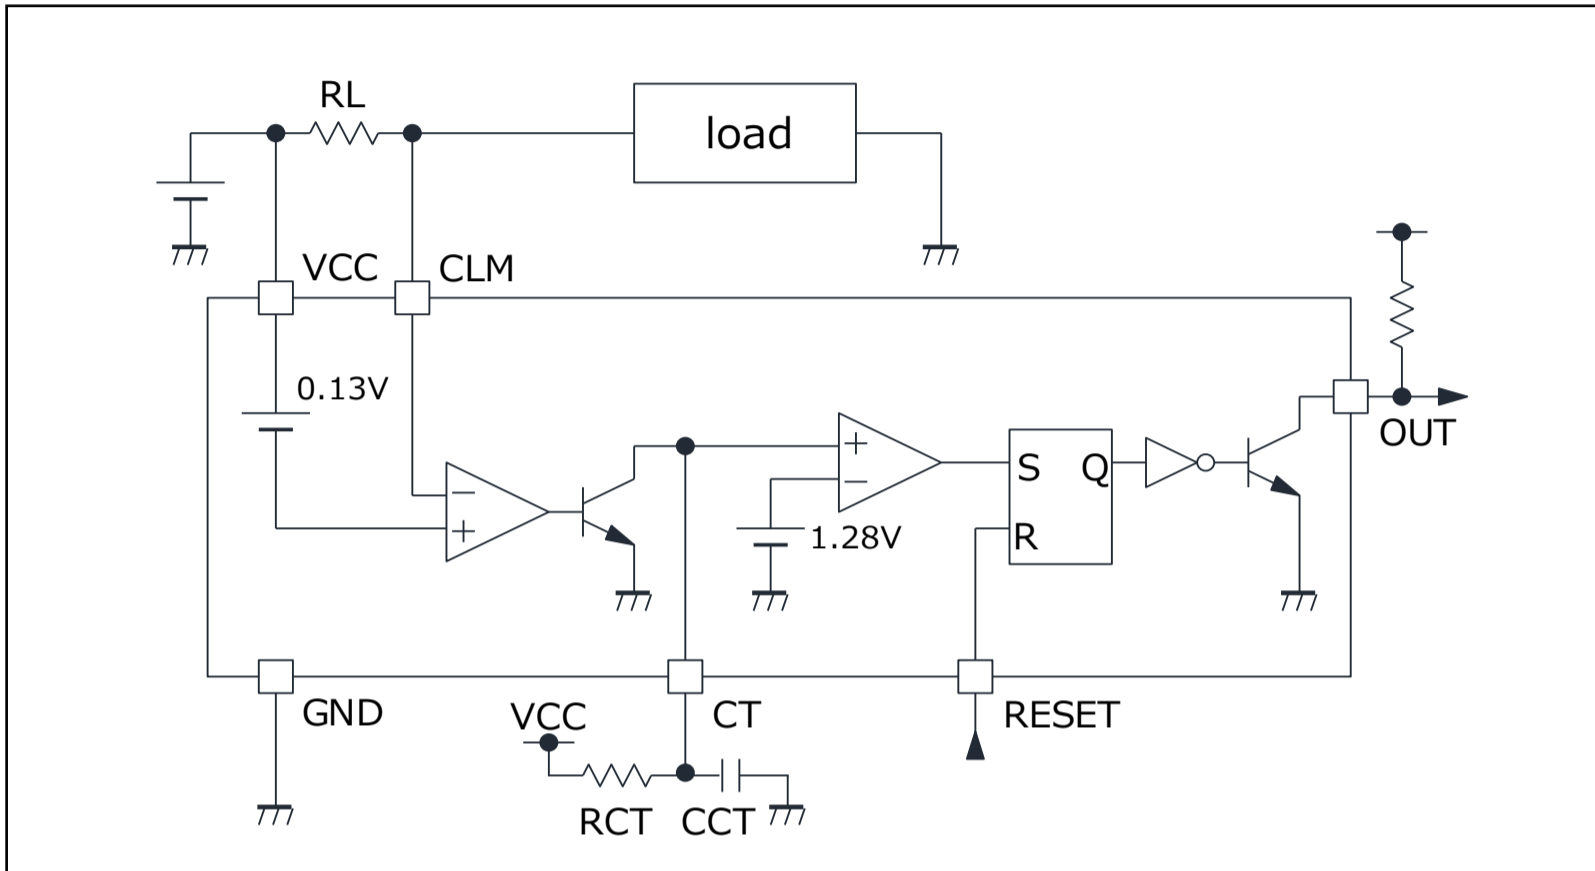 RL
load
VCC
CLM
0.13V
OUT
+
−
S Q
−
+
1.28V
R
GND
VCC
CT
RESET
RCT
CCT